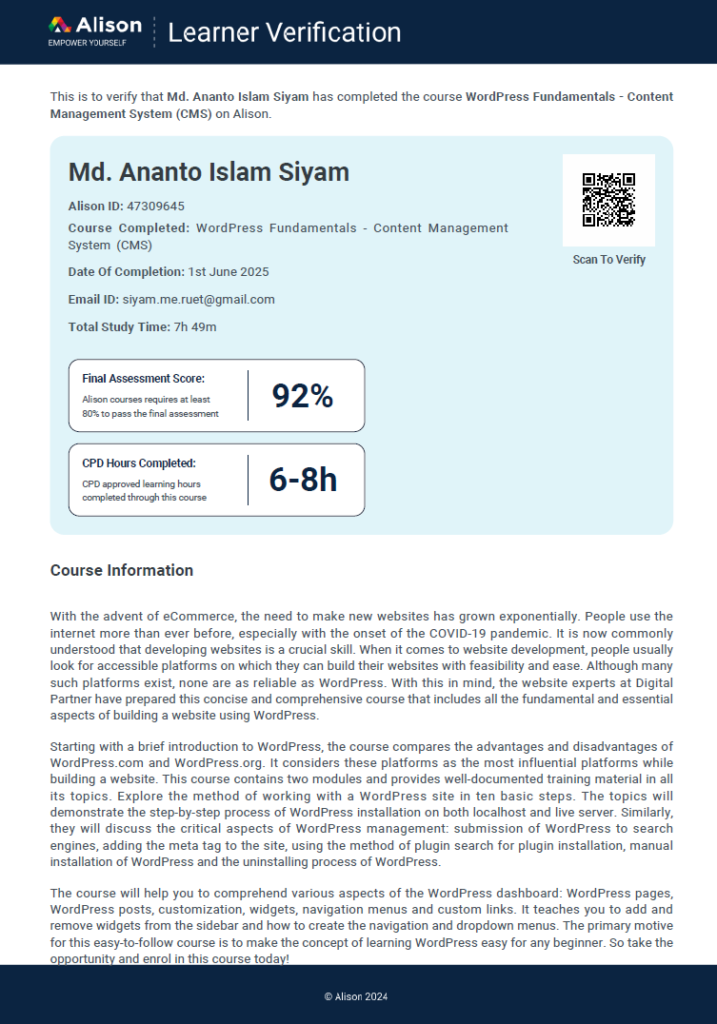 Alison
EMPOWER YOURSELF
Learner Verification
This is to verify that Md. Ananto Islam Siyam has completed the course WordPress Fundamentals - Content
Management System (CMS) on Alison.
Md. Ananto Islam Siyam
Alison ID: 47309645
Course Completed: WordPress Fundamentals - Content Management
System (CMS)
Date Of Completion: 1st June 2025
Email ID: siyam.me.ruet@gmail.com
Total Study Time: 7h 49m
Scan To Verify
Final Assessment Score:
Alison courses requires at least
80% to pass the final assessment
92%
CPD Hours Completed:
CPD approved learning hours
completed through this course
6-8h
Course Information
With the advent of eCommerce, the need to make new websites has grown exponentially. People use the
internet more than ever before, especially with the onset of the COVID-19 pandemic. It is now commonly
understood that developing websites is a crucial skill. When it comes to website development, people usually
look for accessible platforms on which they can build their websites with feasibility and ease. Although many
such platforms exist, none are as reliable as WordPress. With this in mind, the website experts at Digital
Partner have prepared this concise and comprehensive course that includes all the fundamental and essential
aspects of building a website using WordPress.
Starting with a brief introduction to WordPress, the course compares the advantages and disadvantages of
WordPress.com and WordPress.org. It considers these platforms as the most influential platforms while
building a website. This course contains two modules and provides well-documented training material in all
its topics. Explore the method of working with a WordPress site in ten basic steps. The topics will
demonstrate the step-by-step process of WordPress installation on both localhost and live server. Similarly,
they will discuss the critical aspects of WordPress management: submission of WordPress to search
engines, adding the meta tag to the site, using the method of plugin search for plugin installation, manual
installation of WordPress and the uninstalling process of WordPress.
The course will help you to comprehend various aspects of the WordPress dashboard: WordPress pages,
WordPress posts, customization, widgets, navigation menus and custom links. It teaches you to add and
remove widgets from the sidebar and how to create the navigation and dropdown menus. The primary motive
for this easy-to-follow course is to make the concept of learning WordPress easy for any beginner. So take the
opportunity and enrol in this course today!
© Alison 2024